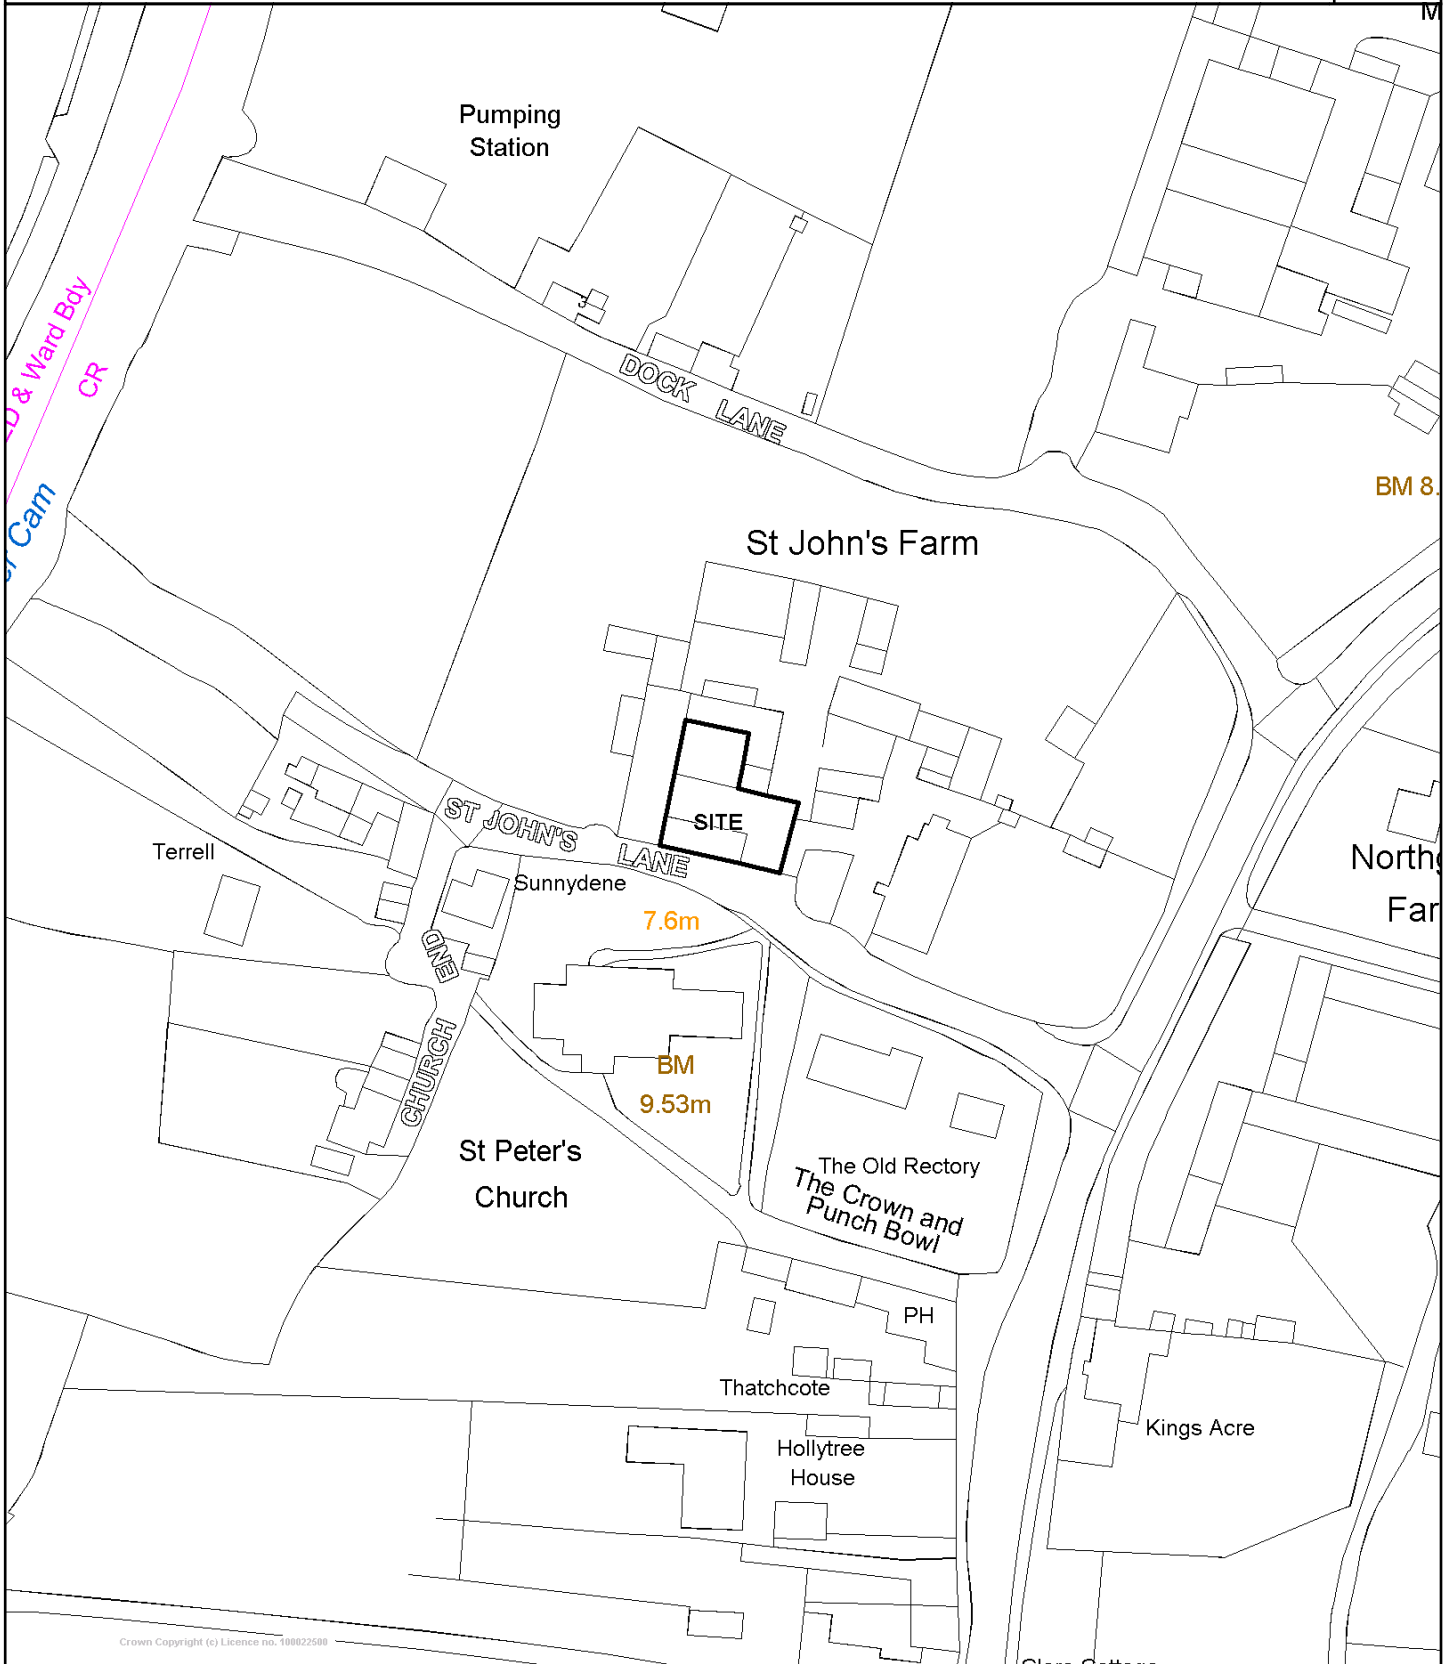 M
Pumping
Station
ED & Ward Bdy
CR
3
DOCK LANE
BM 8.
Cam
St John's Farm
SITE
ST JOHN'S LANE
Terrell
Sunnydene
7.6m
END
CHURCH
BM
9.53m
St Peter's
Church
The Old Rectory
The Crown and
Punch Bowl
PH
Thatchcote
Hollytree
House
Kings Acre
Crown Copyright (c) Licence no. 100022500